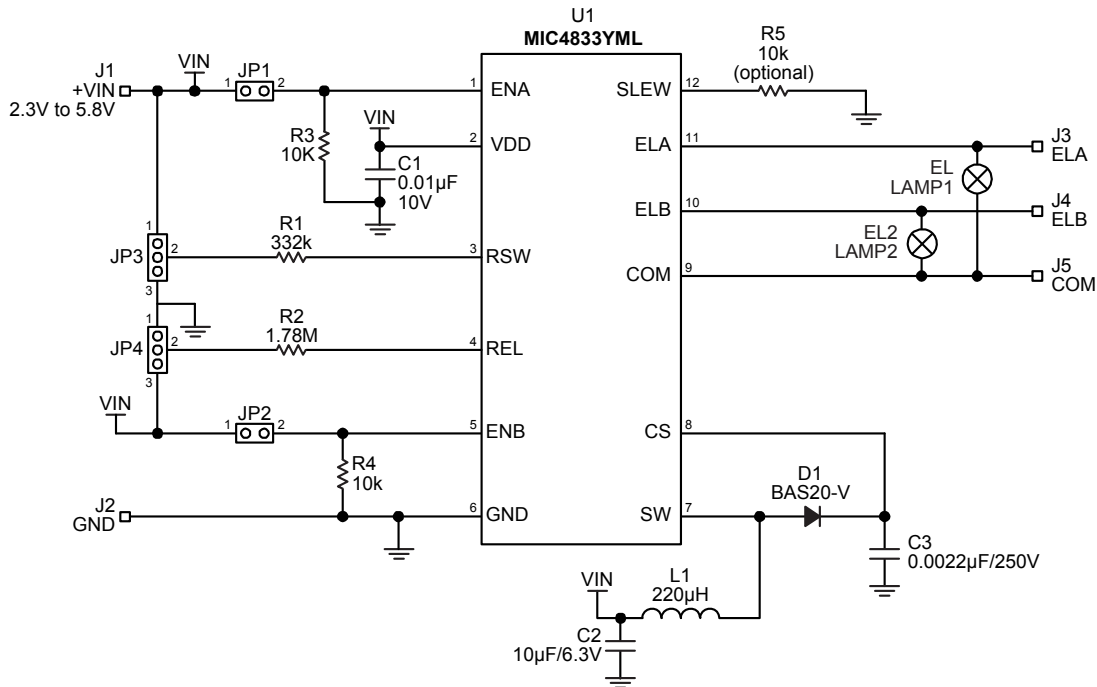 U1
MIC4833YML
J1
+VIN
2.3V to 5.8V
VIN
JP1
1
2
1
ENA
R3
10K
VIN
2
VDD
C1
0.01µF
10V
1
JP3
2
3
R1
332k
3
RSW
1
JP4
2
3
R2
1.78M
4
REL
VIN
JP2
1
2
5
ENB
R4
10k
J2
GND
6
GND
SLEW
12
R5
10k
(optional)
ELA
11
J3
ELA
EL
LAMP1
ELB
10
J4
ELB
EL2
LAMP2
COM
9
J5
COM
CS
8
D1
BAS20-V
SW
7
C3
0.0022µF/250V
VIN
L1
220µH
C2
10µF/6.3V